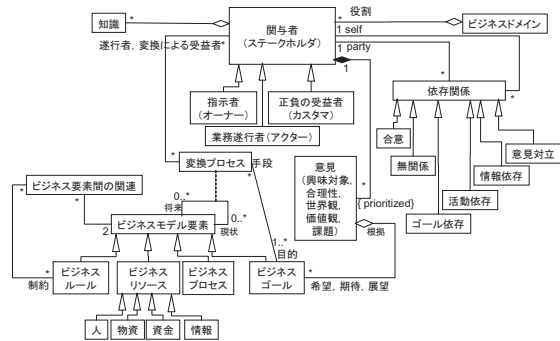 知識
*
関与者
(ステークホルダ)
*
役割
ビジネスドメイン
1 self
1 party
1
遂行者，変換による受益者*
指示者
(オーナー)
正負の受益者
(カスタマ)
業務遂行者(アクター)
*
依存関係
*
合意
無関係
ゴール依存
活動依存
情報依存
意見対立
*
変換プロセス
手段
*
意見
(興味対象，
合理性，
世界観，
価値観，
課題)
*
{prioritized}
根拠
ビジネス要素間の関連
*
*
0..*
将来
0..*
現状
ビジネスモデル要素
2
1..*
目的
*
制約
ビジネス
ルール
ビジネス
リソース
ビジネス
プロセス
ビジネス
ゴール
*
希望，期待，展望
人
物資
資金
情報